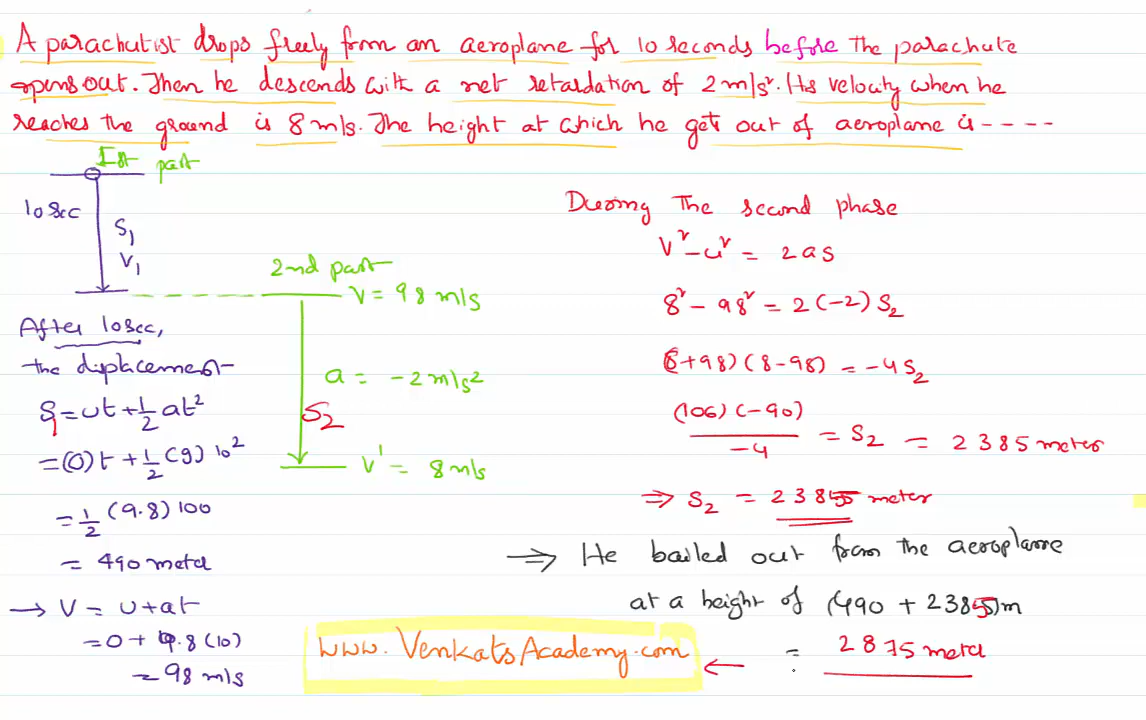 A parachutist drops freely from an aeroplane for 10 seconds before the parachute
opens out. Then he descends with a net retardation of 2 m/s². His velocity when he
reaches the ground is 8 m/s. The height at which he get out of aeroplane is ----
Ist part
10 sec
S₁
V₁
2nd part
V = 98 m/s
a = -2 m/s²
S₂
V' = 8 m/s
After 10 sec,
the displacement
S₁ = ut + 1/2 at²
= (0)t + 1/2 (9) 10²
= 1/2 (9.8) 100
= 490 meter
→ V = u + at
= 0 + 9.8 (10)
= 98 m/s
During the second phase
V² - u² = 2as
8² - 98² = 2(-2) S₂
(8+98) (8-98) = -4 S₂
(106) (-90) / -4 = S₂ = 2385 meter
⇒ S₂ = 2385 meter
⇒ He bailed out from the aeroplane
at a height of (490 + 2385) m
= 2875 meter
www.VenkatsAcademy.com ←